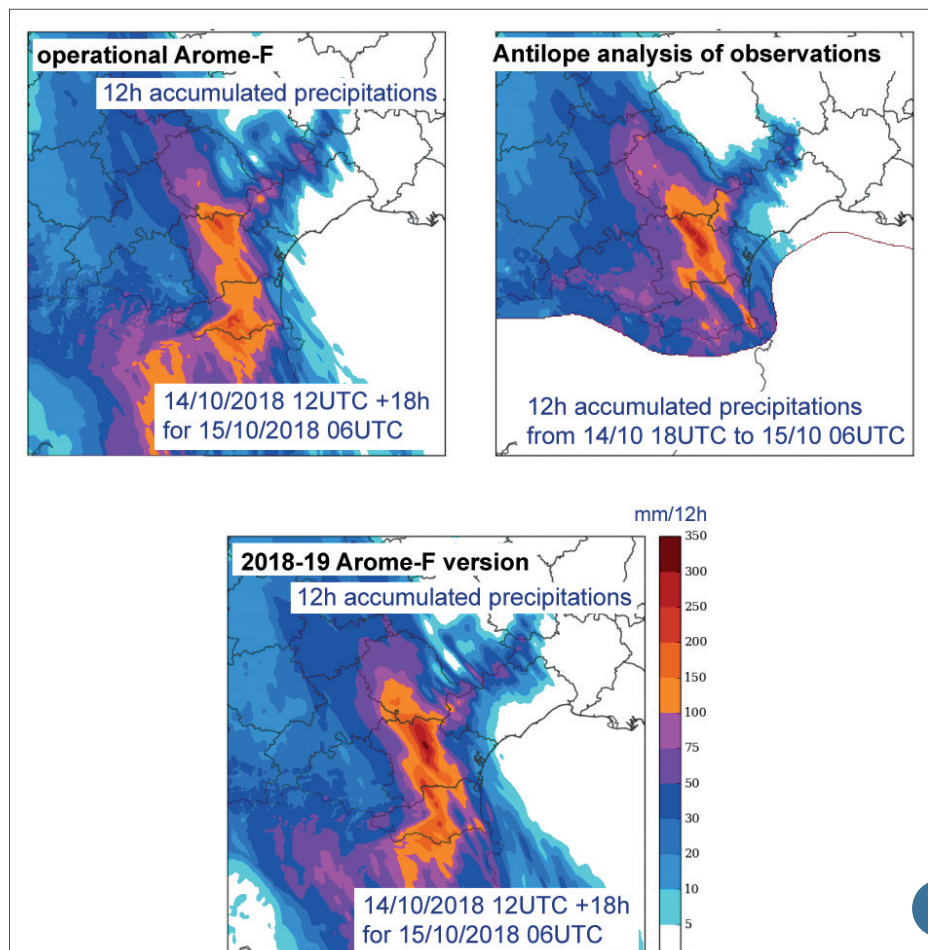 operational Arome-F
12h accumulated precipitations
14/10/2018 12UTC +18h
for 15/10/2018 06UTC
Antilope analysis of observations
12h accumulated precipitations
from 14/10 18UTC to 15/10 06UTC
2018-19 Arome-F version
12h accumulated precipitations
14/10/2018 12UTC +18h
for 15/10/2018 06UTC
mm/12h
350
300
250
200
150
100
75
50
30
20
10
5